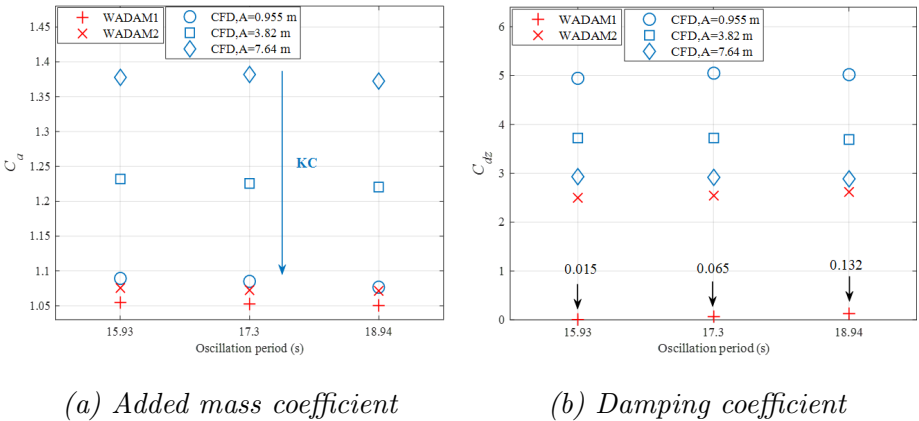 WADAM1
WADAM2
CFD,A=0.955 m
CFD,A=3.82 m
CFD,A=7.64 m
1.45
1.4
1.35
1.3
1.25
1.2
1.15
1.1
1.05
C_a
KC
15.93
17.3
18.94
Oscillation period (s)
(a) Added mass coefficient
WADAM1
WADAM2
CFD,A=0.955 m
CFD,A=3.82 m
CFD,A=7.64 m
6
5
4
3
2
1
0
C_dz
0.015
0.065
0.132
15.93
17.3
18.94
Oscillation period (s)
(b) Damping coefficient